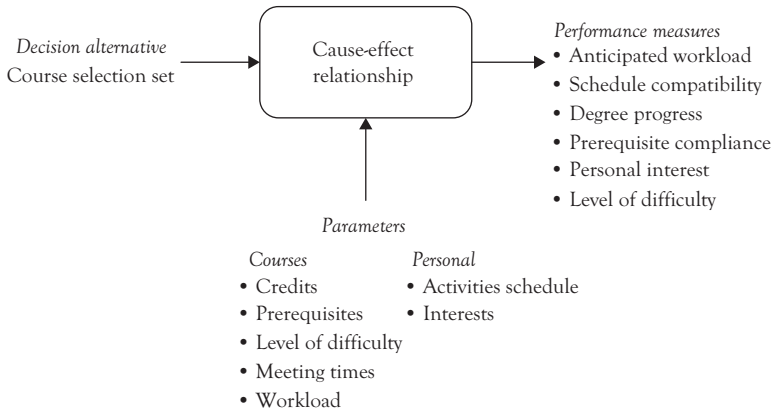 Decision alternative
Course selection set
Cause-effect
relationship
Performance measures
• Anticipated workload
• Schedule compatibility
• Degree progress
• Prerequisite compliance
• Personal interest
• Level of difficulty
Parameters
Courses
• Credits
• Prerequisites
• Level of difficulty
• Meeting times
• Workload
Personal
• Activities schedule
• Interests